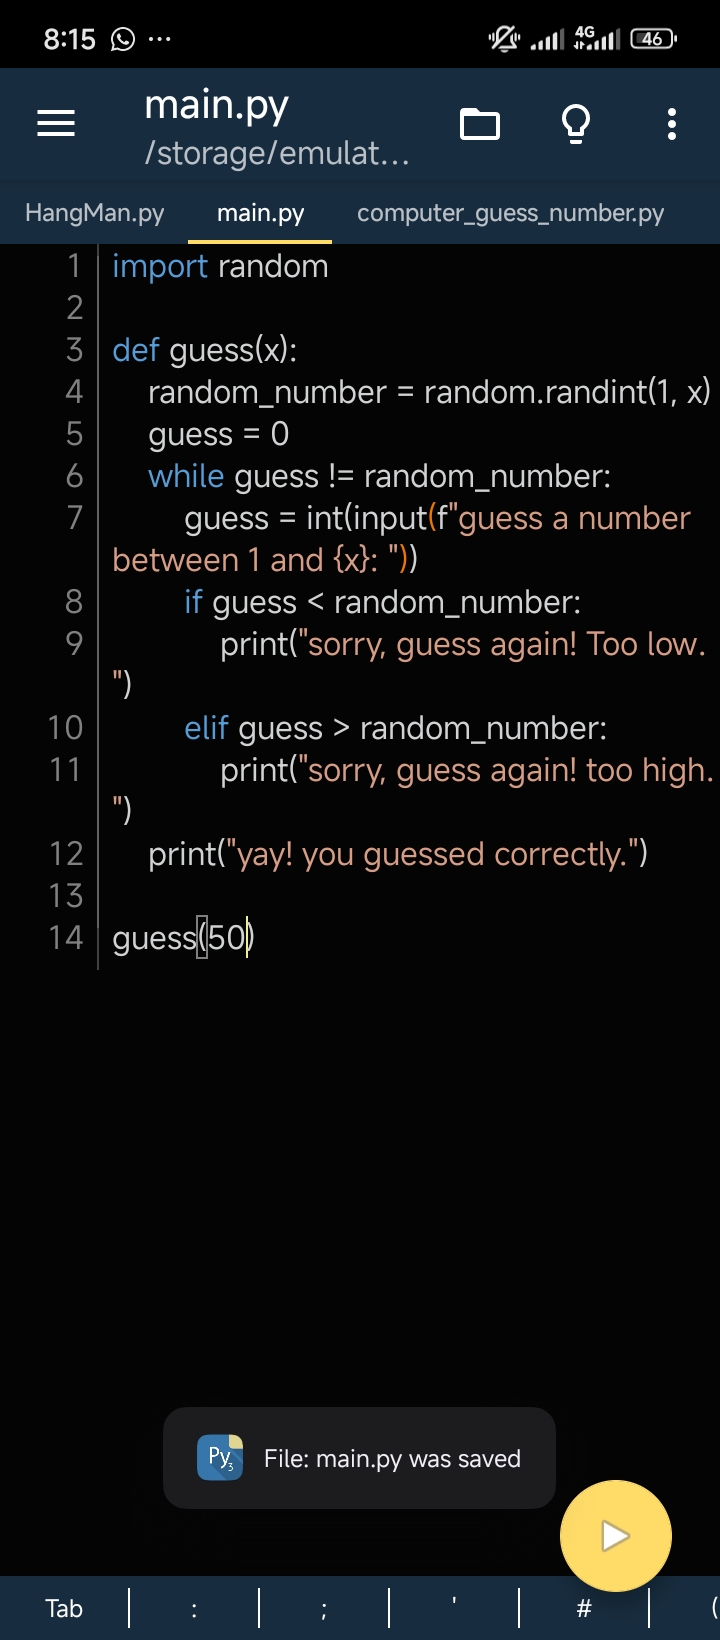 8:15 ... 4G 46
main.py
/storage/emulat...
HangMan.py main.py computer_guess_number.py
1 import random
2
3 def guess(x):
4 random_number = random.randint(1, x)
5 guess = 0
6 while guess != random_number:
7 guess = int(input(f"guess a number
between 1 and {x}: "))
8 if guess < random_number:
9 print("sorry, guess again! Too low.
")
10 elif guess > random_number:
11 print("sorry, guess again! too high.
")
12 print("yay! you guessed correctly.")
13
14 guess(50)
Py3 File: main.py was saved
Tab : ; ' # (